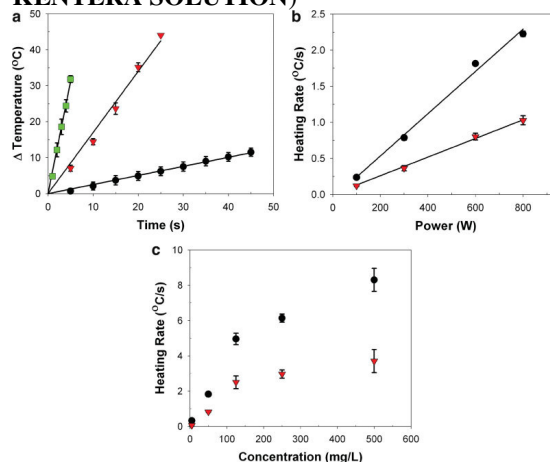 KENTERA SOLUTION)
a
Δ Temperature (°C)
50
40
30
20
10
0
0 10 20 30 40 50
Time (s)
b
Heating Rate (°C/s)
2.5
2.0
1.5
1.0
0.5
0.0
0 200 400 600 800 1000
Power (W)
c
Heating Rate (°C/s)
10
8
6
4
2
0
0 100 200 300 400 500 600
Concentration (mg/L)